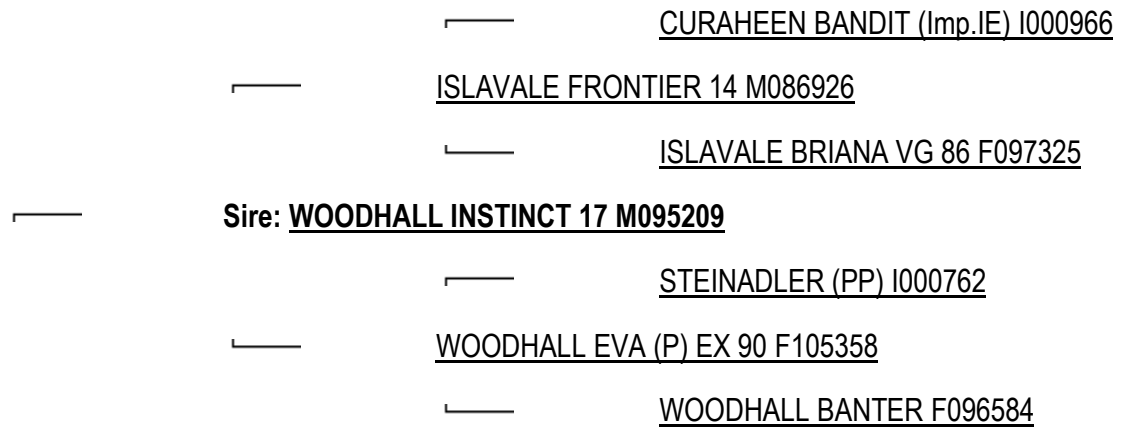 CURAHEEN BANDIT (Imp.IE) I000966
ISLAVALE FRONTIER 14 M086926
ISLAVALE BRIANA VG 86 F097325
Sire: WOODHALL INSTINCT 17 M095209
STEINADLER (PP) I000762
WOODHALL EVA (P) EX 90 F105358
WOODHALL BANTER F096584